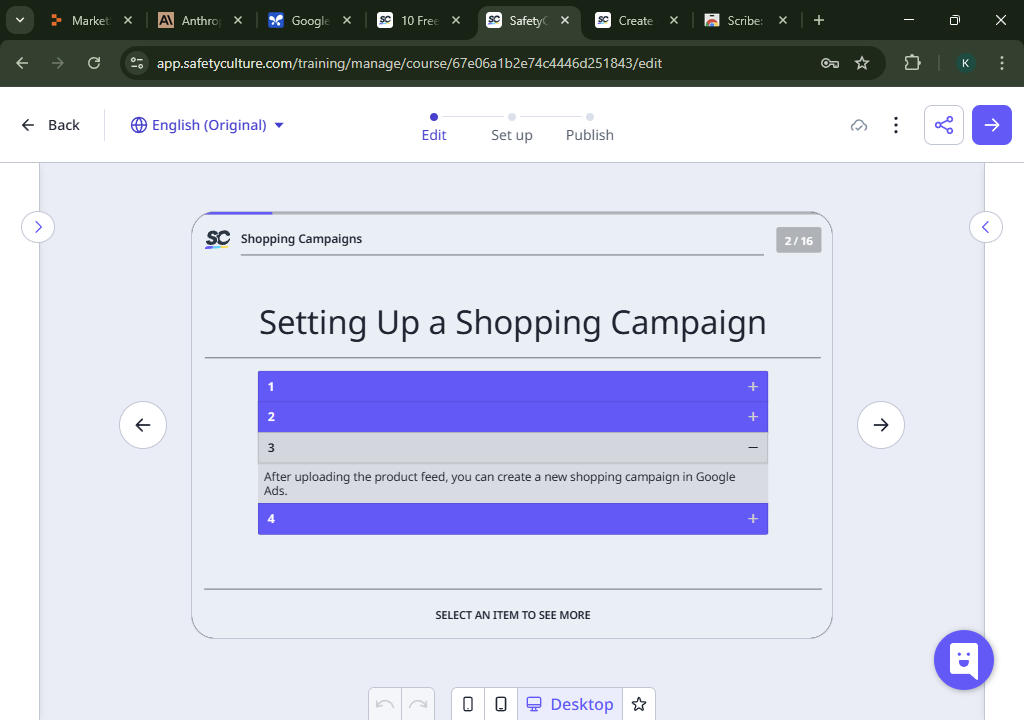 Market
Anthrop
Google
10 Free
SafetyC
Create
Scribe:
app.safetyculture.com/training/manage/course/67e06a1b2e74c4446d251843/edit
K
Back
English (Original)
Edit
Set up
Publish
SC
Shopping Campaigns
2 / 16
Setting Up a Shopping Campaign
1
2
3
After uploading the product feed, you can create a new shopping campaign in Google
Ads.
4
SELECT AN ITEM TO SEE MORE
Desktop